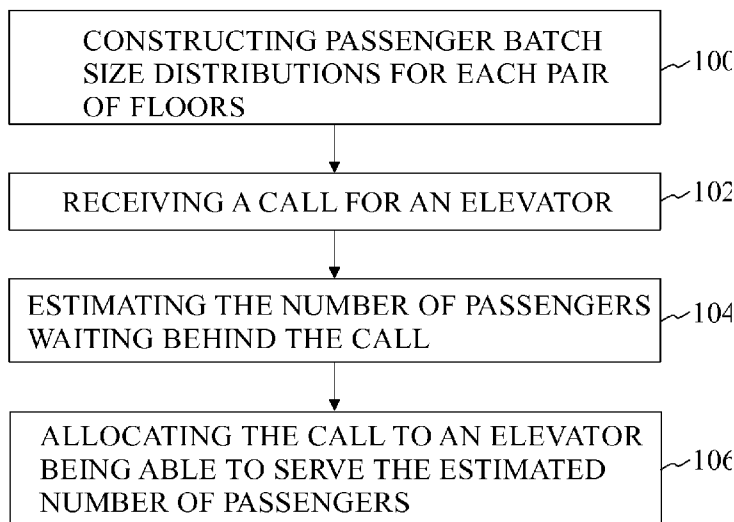 CONSTRUCTING PASSENGER BATCH
SIZE DISTRIBUTIONS FOR EACH PAIR
OF FLOORS
100
RECEIVING A CALL FOR AN ELEVATOR
102
ESTIMATING THE NUMBER OF PASSENGERS
WAITING BEHIND THE CALL
104
ALLOCATING THE CALL TO AN ELEVATOR
BEING ABLE TO SERVE THE ESTIMATED
NUMBER OF PASSENGERS
106